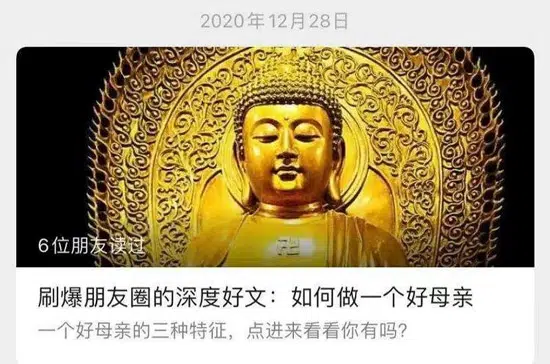 2020年12月28日
卍
6位朋友读过
刷爆朋友圈的深度好文：如何做一个好母亲
一个好母亲的三种特征，点进来看看你有吗？